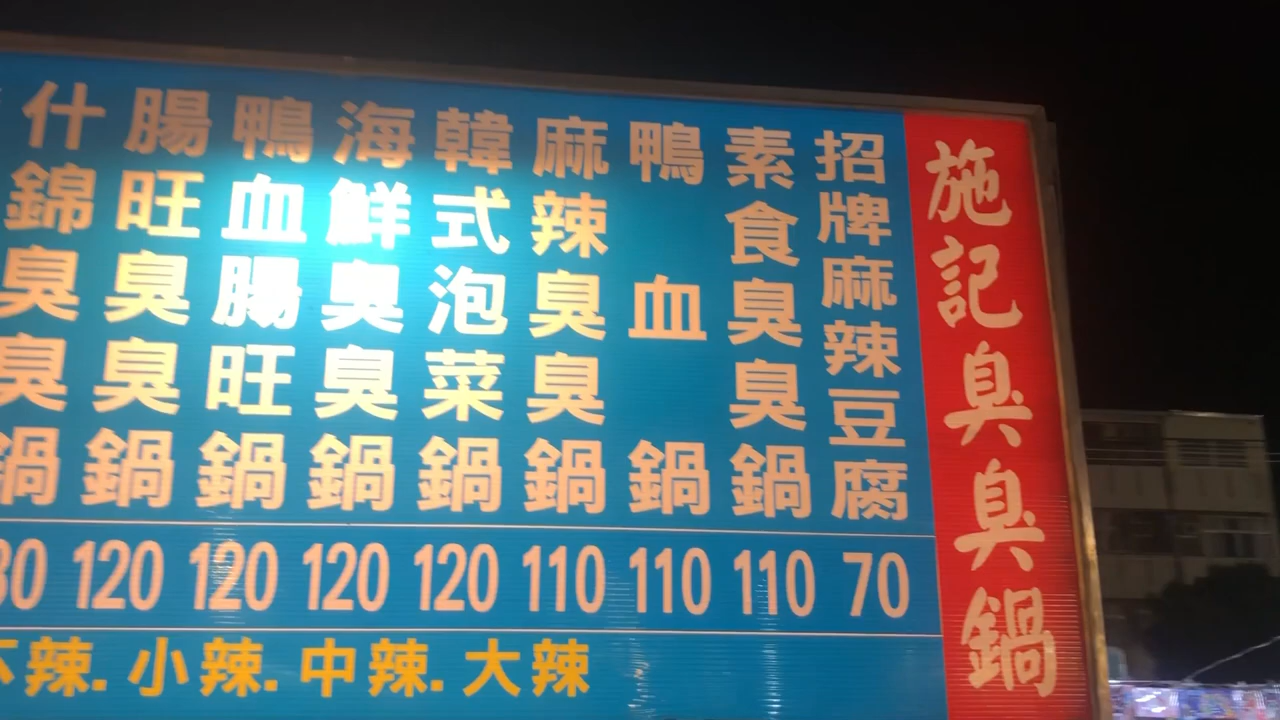 施記臭臭鍋
招牌麻辣豆腐 70
素食臭臭鍋 110
鴨血鍋 110
麻辣臭臭鍋 110
韓式泡菜鍋 120
海鮮臭臭鍋 120
鴨血腸旺鍋 120
腸旺臭臭鍋 120
什錦臭臭鍋
不辣.小辣.中辣.大辣